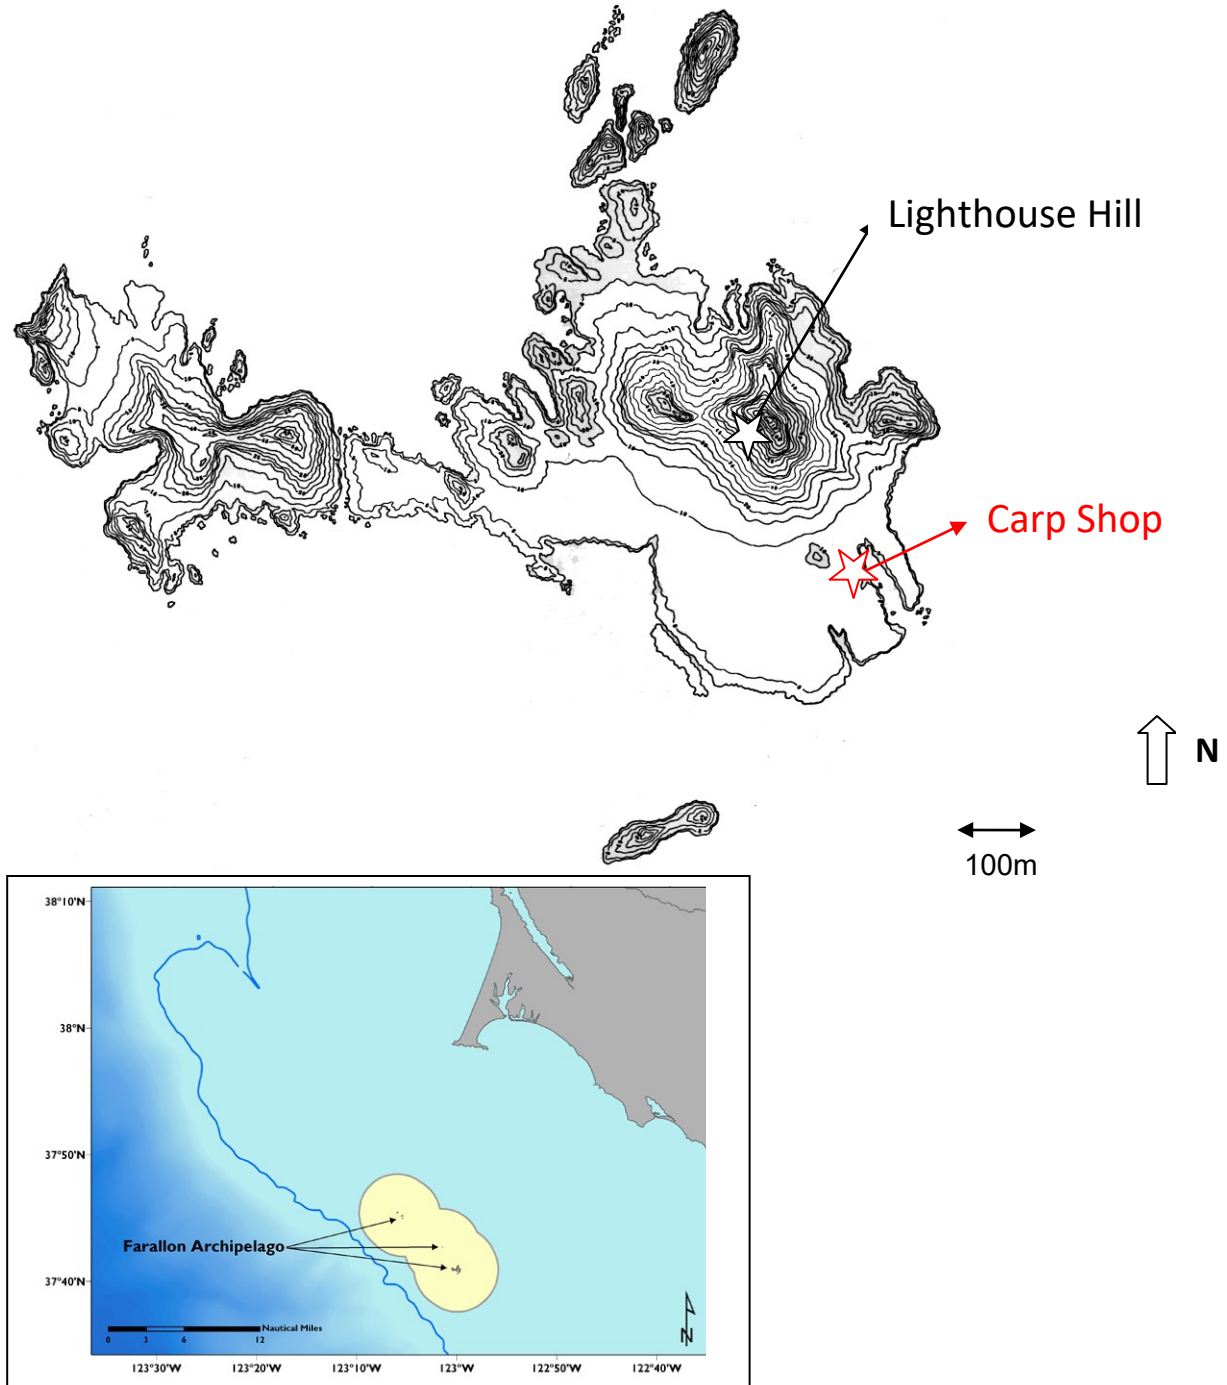 Lighthouse Hill
Carp Shop
N
100m
38°10'N
38°N
37°50'N
37°40'N
Farallon Archipelago
Nautical Miles
0 3 6 12
N
123°30'W 123°20'W 123°10'W 123°W 122°50'W 122°40'W